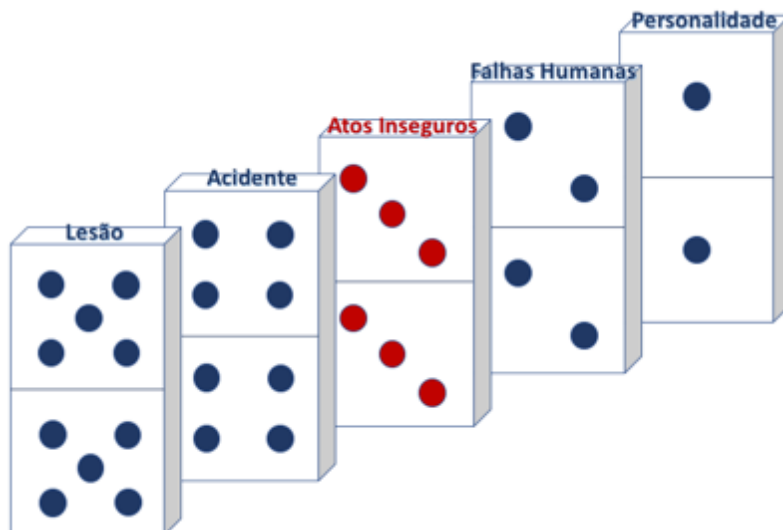 Personalidade
Falhas Humanas
Atos Inseguros
Acidente
Lesão